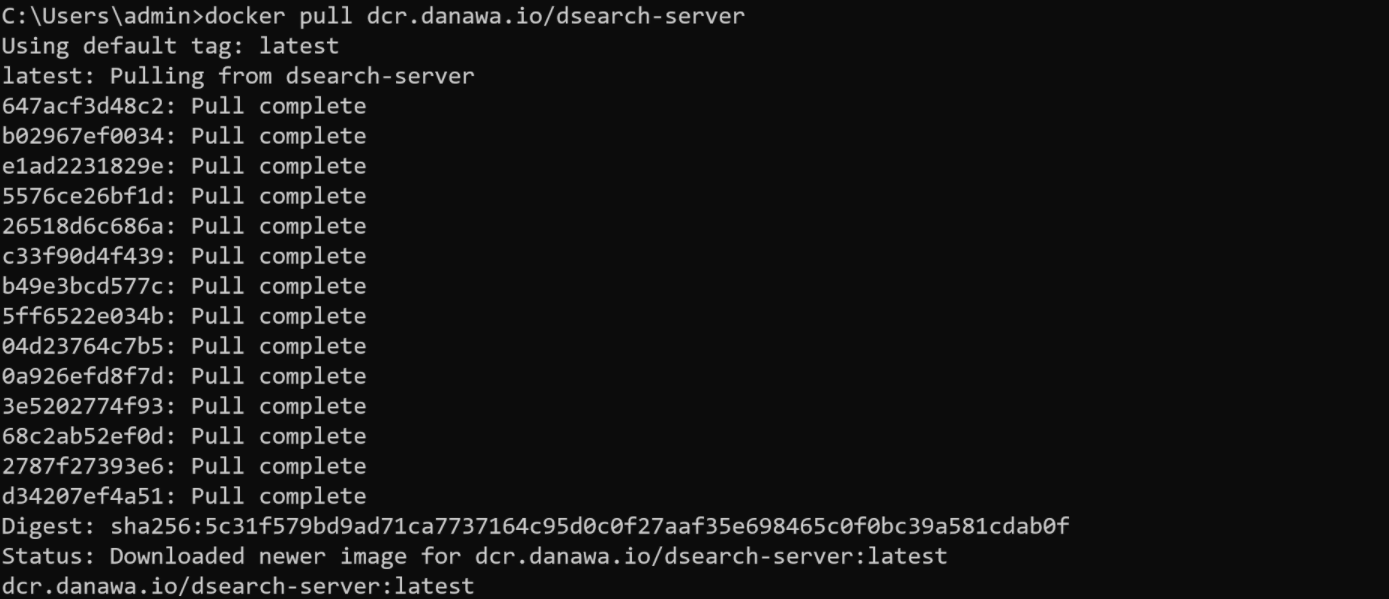 C:\Users\admin>docker pull dcr.danawa.io/dsearch-server
Using default tag: latest
latest: Pulling from dsearch-server
647acf3d48c2: Pull complete
b02967ef0034: Pull complete
e1ad2231829e: Pull complete
5576ce26bf1d: Pull complete
26518d6c686a: Pull complete
c33f90d4f439: Pull complete
b49e3bcd577c: Pull complete
5ff6522e034b: Pull complete
04d23764c7b5: Pull complete
0a926efd8f7d: Pull complete
3e5202774f93: Pull complete
68c2ab52ef0d: Pull complete
2787f27393e6: Pull complete
d34207ef4a51: Pull complete
Digest: sha256:5c31f579bd9ad71ca7737164c95d0c0f27aaf35e698465c0f0bc39a581cdab0f
Status: Downloaded newer image for dcr.danawa.io/dsearch-server:latest
dcr.danawa.io/dsearch-server:latest